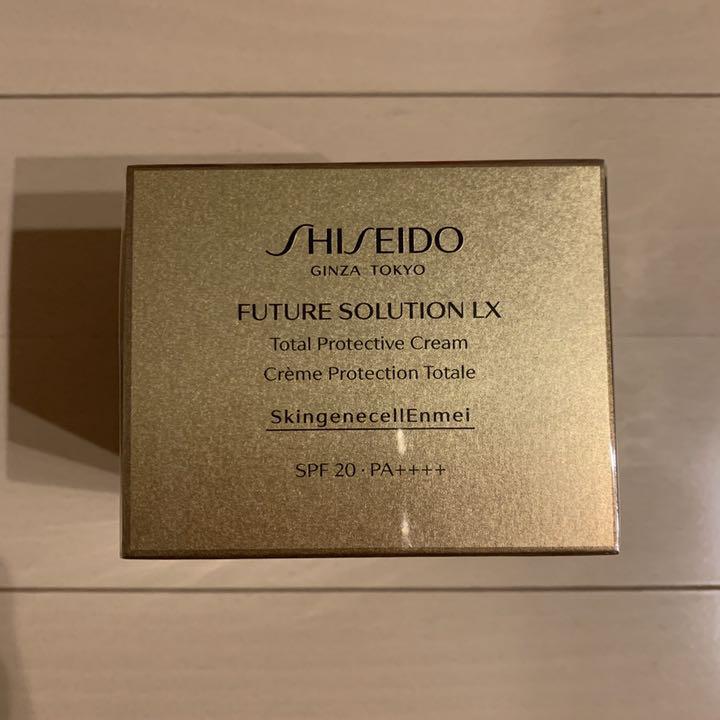 SHISEIDO
GINZA TOKYO
FUTURE SOLUTION LX
Total Protective Cream
Crème Protection Totale
SkingenecellEnmei
SPF 20 · PA++++